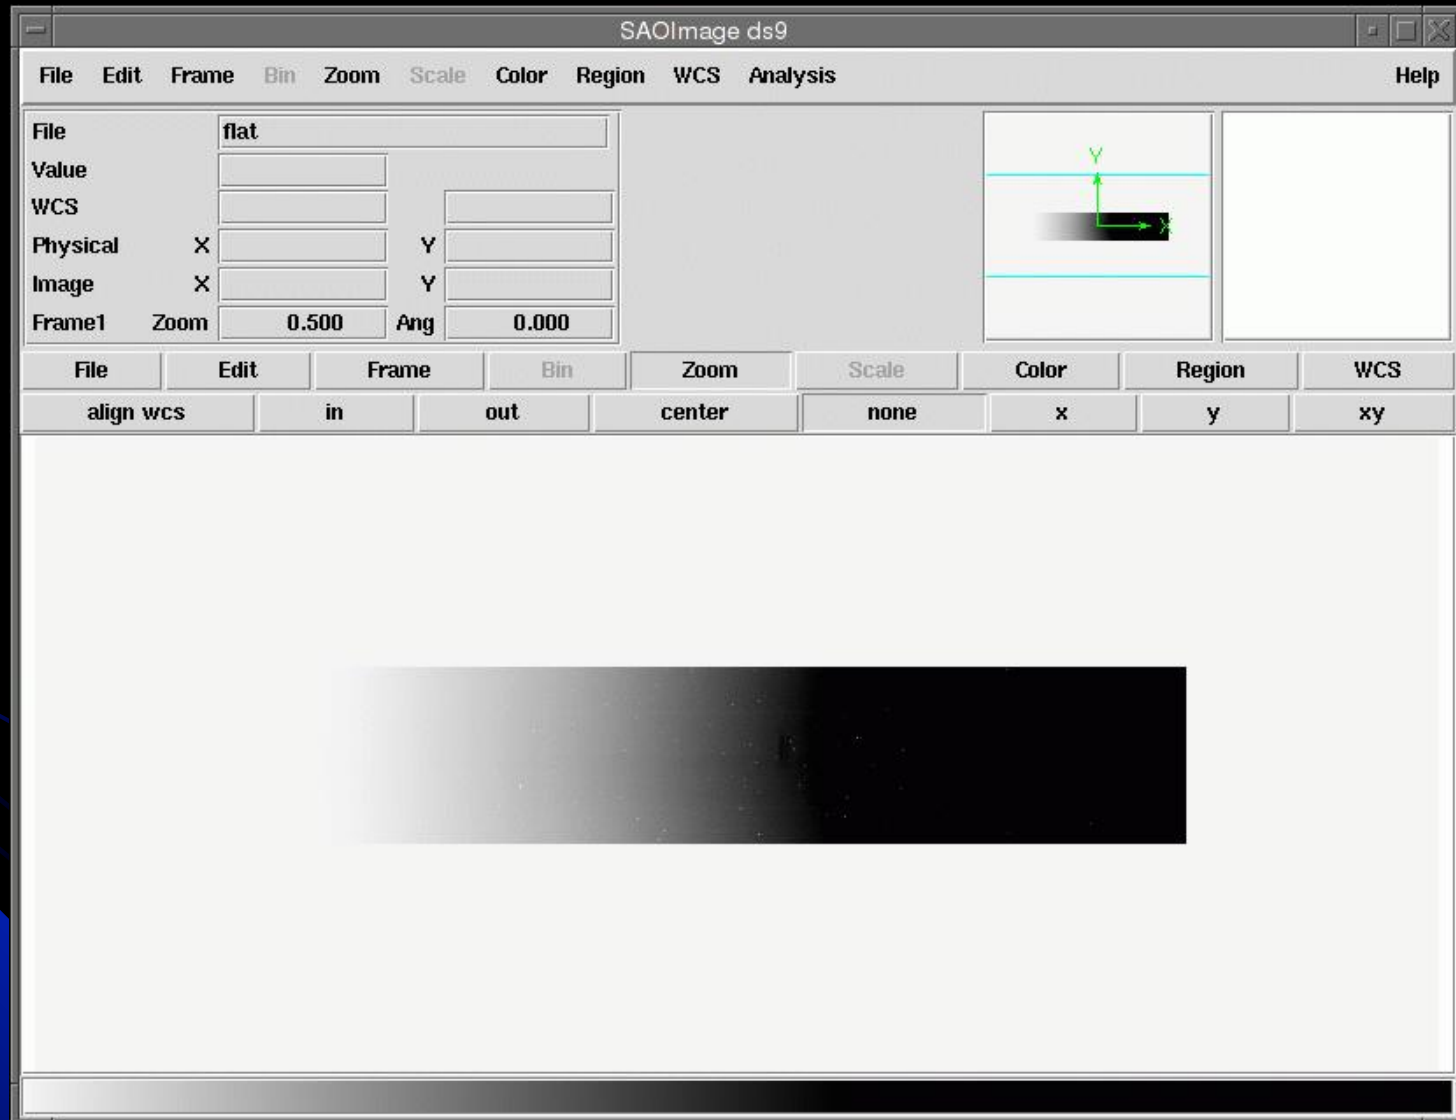 SAOImage ds9
File Edit Frame Bin Zoom Scale Color Region WCS Analysis Help
File flat
Value
WCS
Physical X Y
Image X Y
Frame1 Zoom 0.500 Ang 0.000
Y
X
File Edit Frame Bin Zoom Scale Color Region WCS
align wcs in out center none x y xy